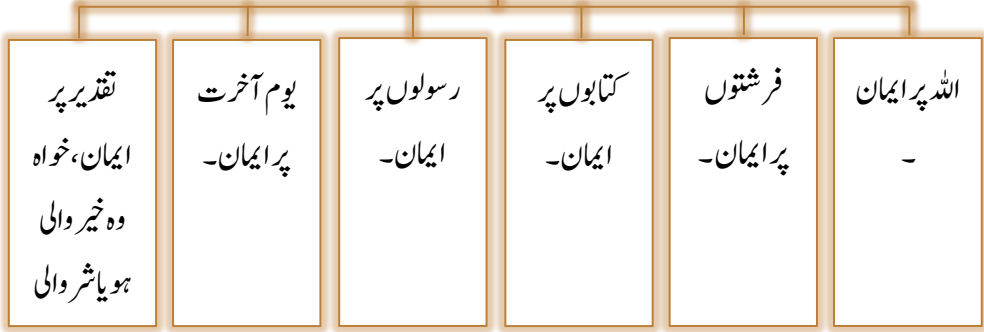 اللہ پر ایمان
۔
فرشتوں
پر ایمان۔
کتابوں پر
ایمان۔
رسولوں پر
ایمان۔
یوم آخرت
پر ایمان۔
تقدیر پر
ایمان، خواہ
وہ خیر والی
ہو یا شر والی